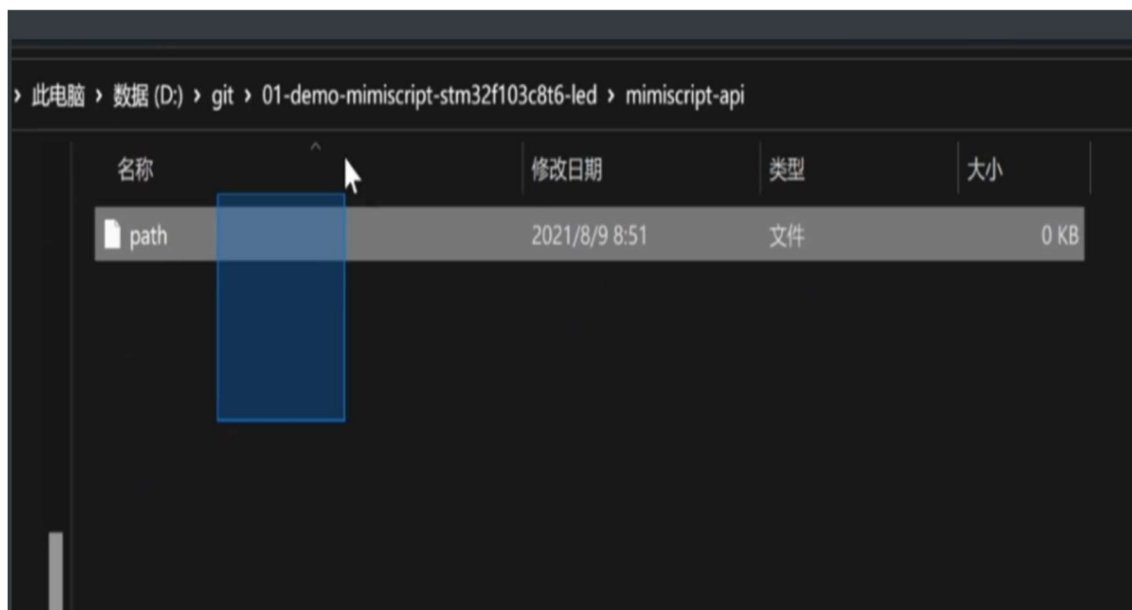 › 此电脑 › 数据 (D:) › git › 01-demo-mimiscript-stm32f103c8t6-led › mimiscript-api
名称 修改日期 类型 大小
path 2021/8/9 8:51 文件 0 KB